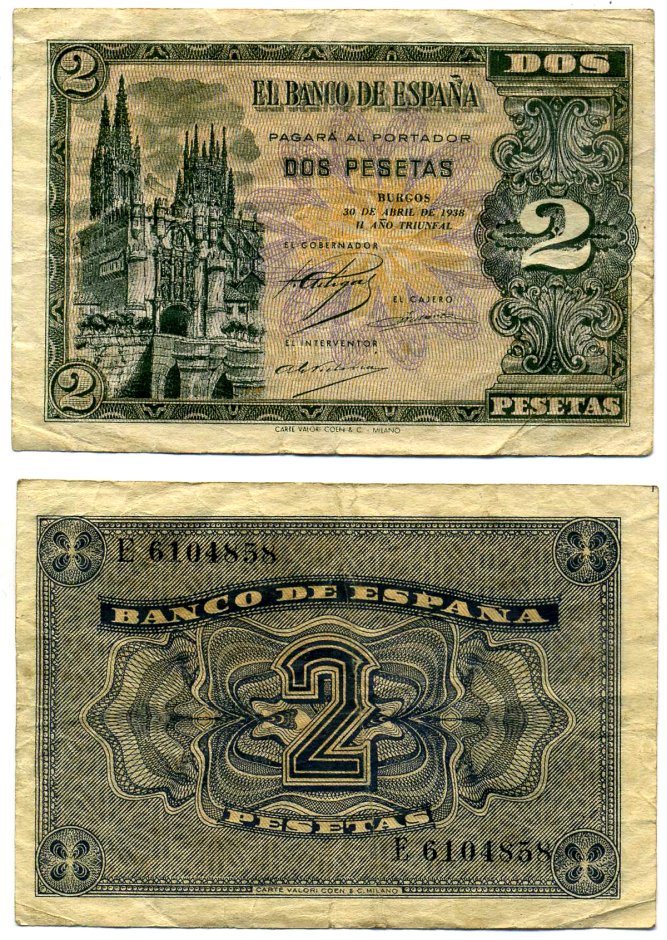 2
DOS
EL BANCO DE ESPAÑA
PAGARÁ AL PORTADOR
DOS PESETAS
BURGOS
30 DE ABRIL DE 1938
II AÑO TRIUNFAL
2
EL GOBERNADOR
EL CAJERO
EL INTERVENTOR
2
PESETAS
CARTE VALORI COEN & C. - MILANO
E 6104858
BANCO DE ESPAÑA
2
PESETAS
E 6104858
CARTE VALORI COEN & C. MILANO